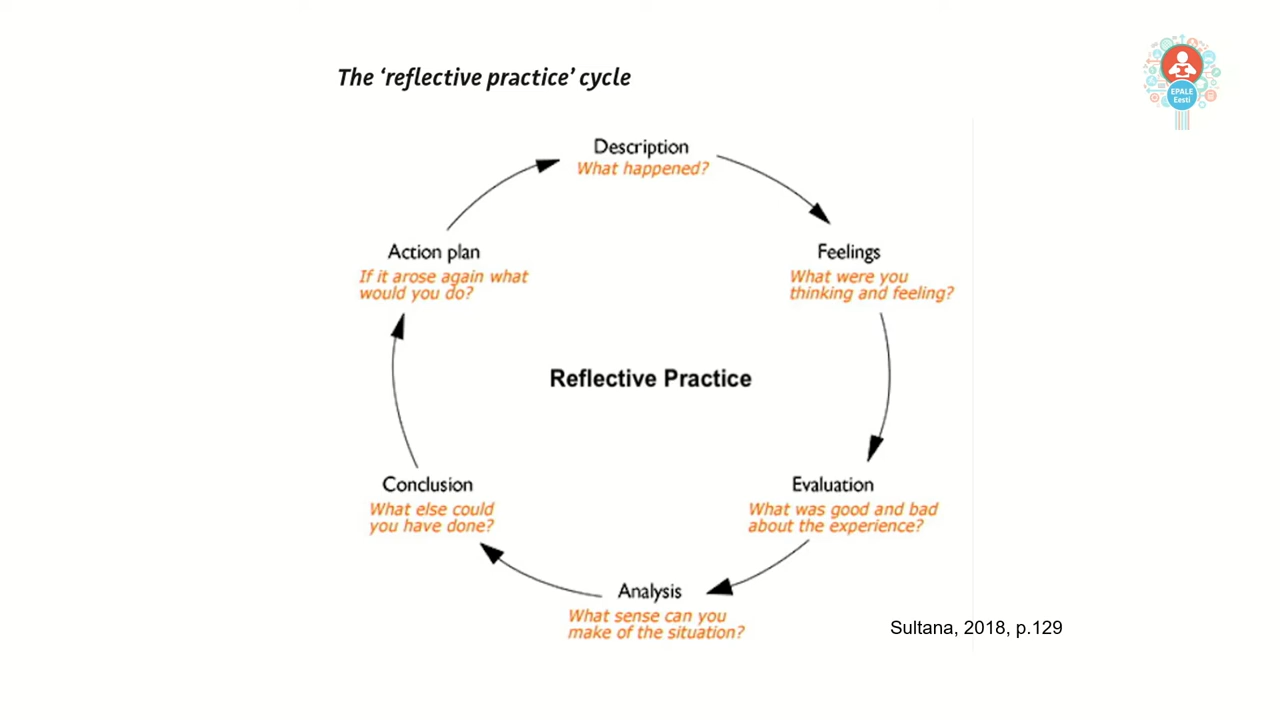 The ‘reflective practice’ cycle
EPALE
Eesti
Description
What happened?
Feelings
What were you
thinking and feeling?
Evaluation
What was good and bad
about the experience?
Analysis
What sense can you
make of the situation?
Conclusion
What else could
you have done?
Action plan
If it arose again what
would you do?
Reflective Practice
Sultana, 2018, p.129